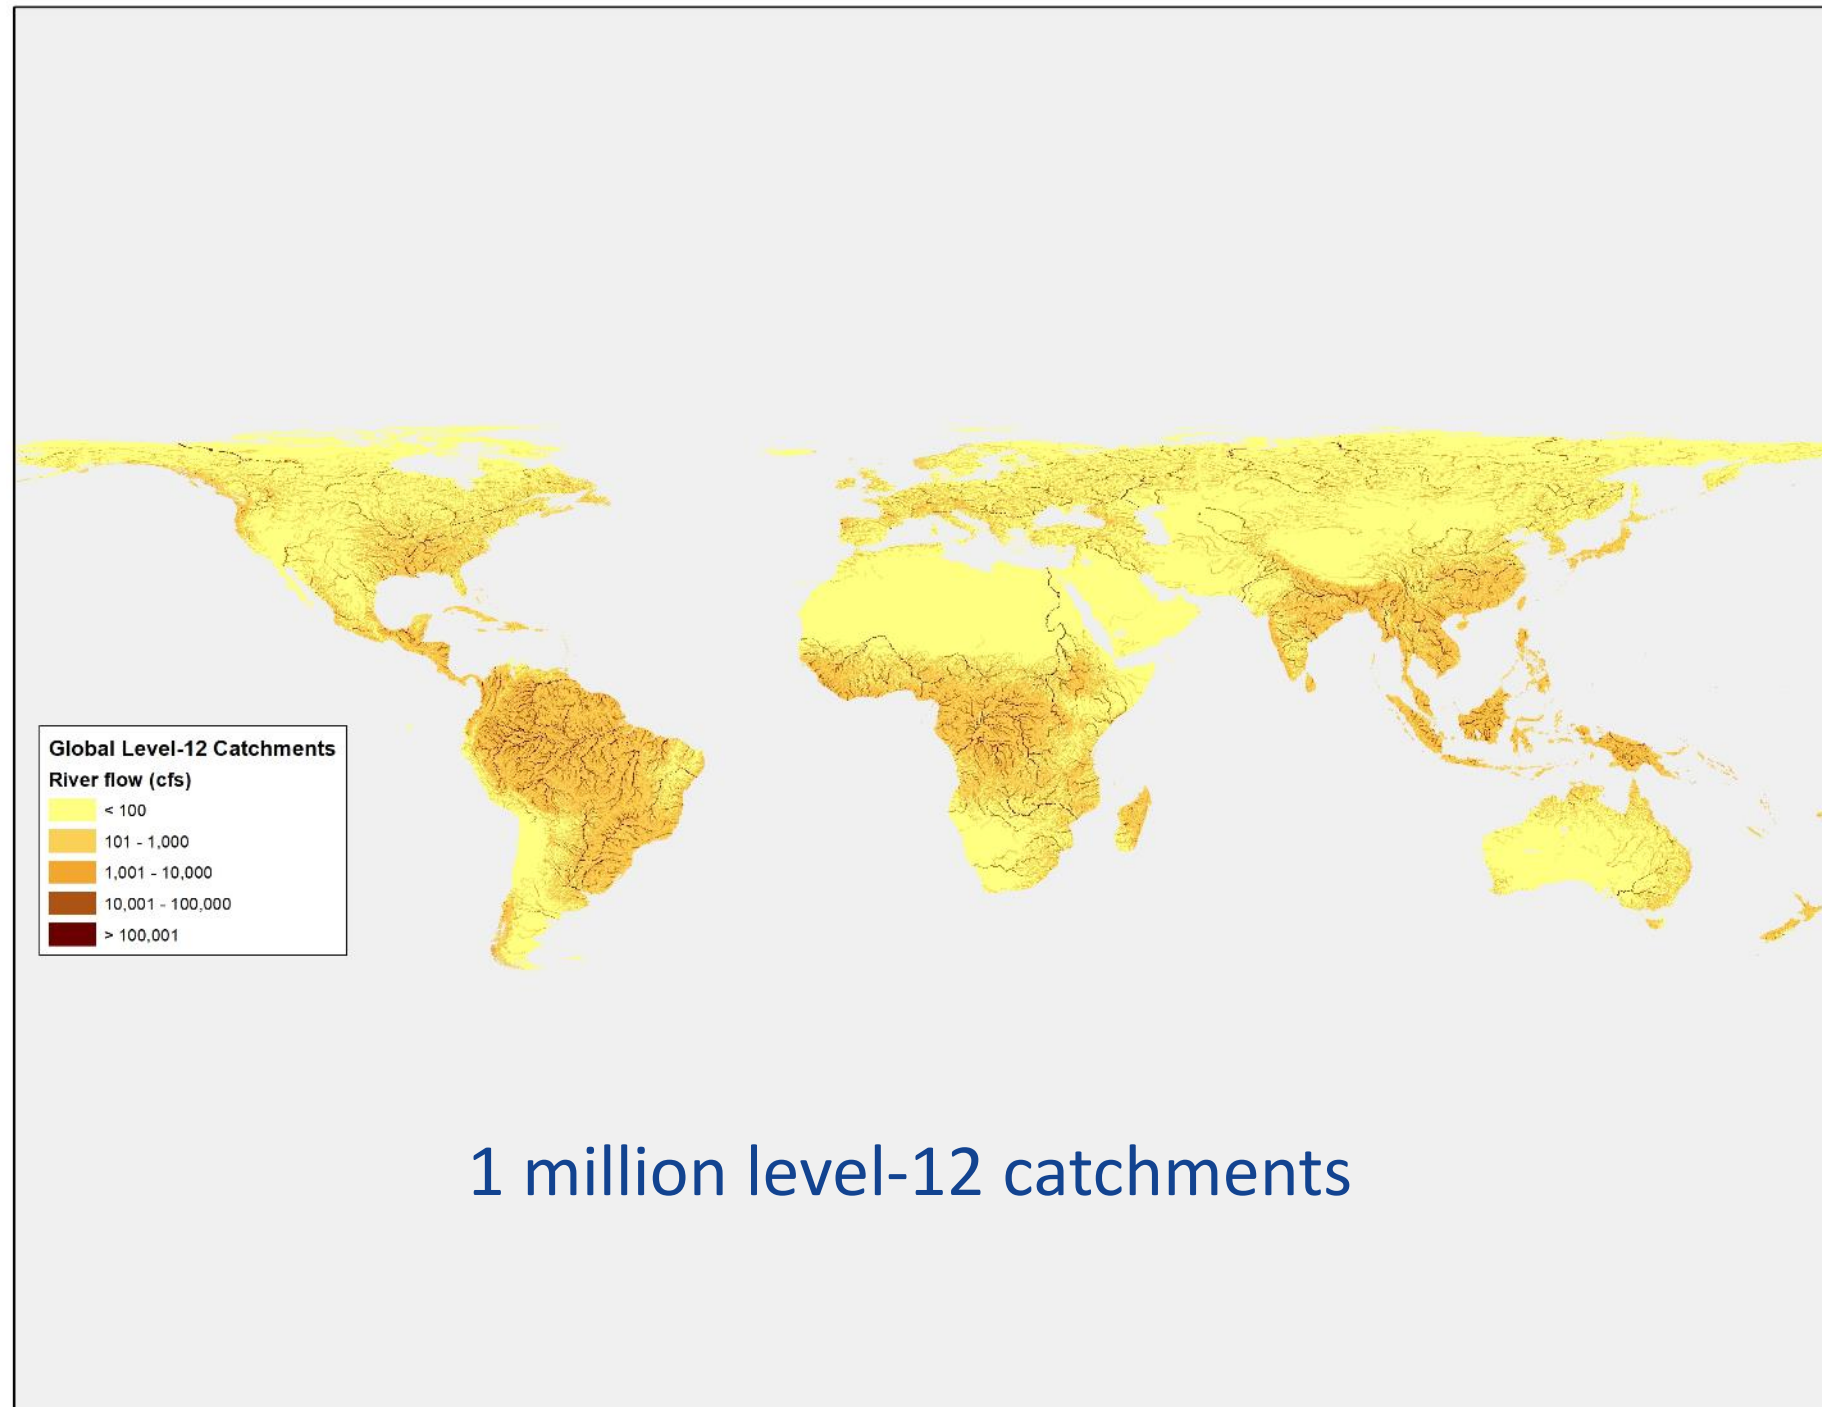 Global Level-12 Catchments
River flow (cfs)
< 100
101 - 1,000
1,001 - 10,000
10,001 - 100,000
> 100,001
1 million level-12 catchments